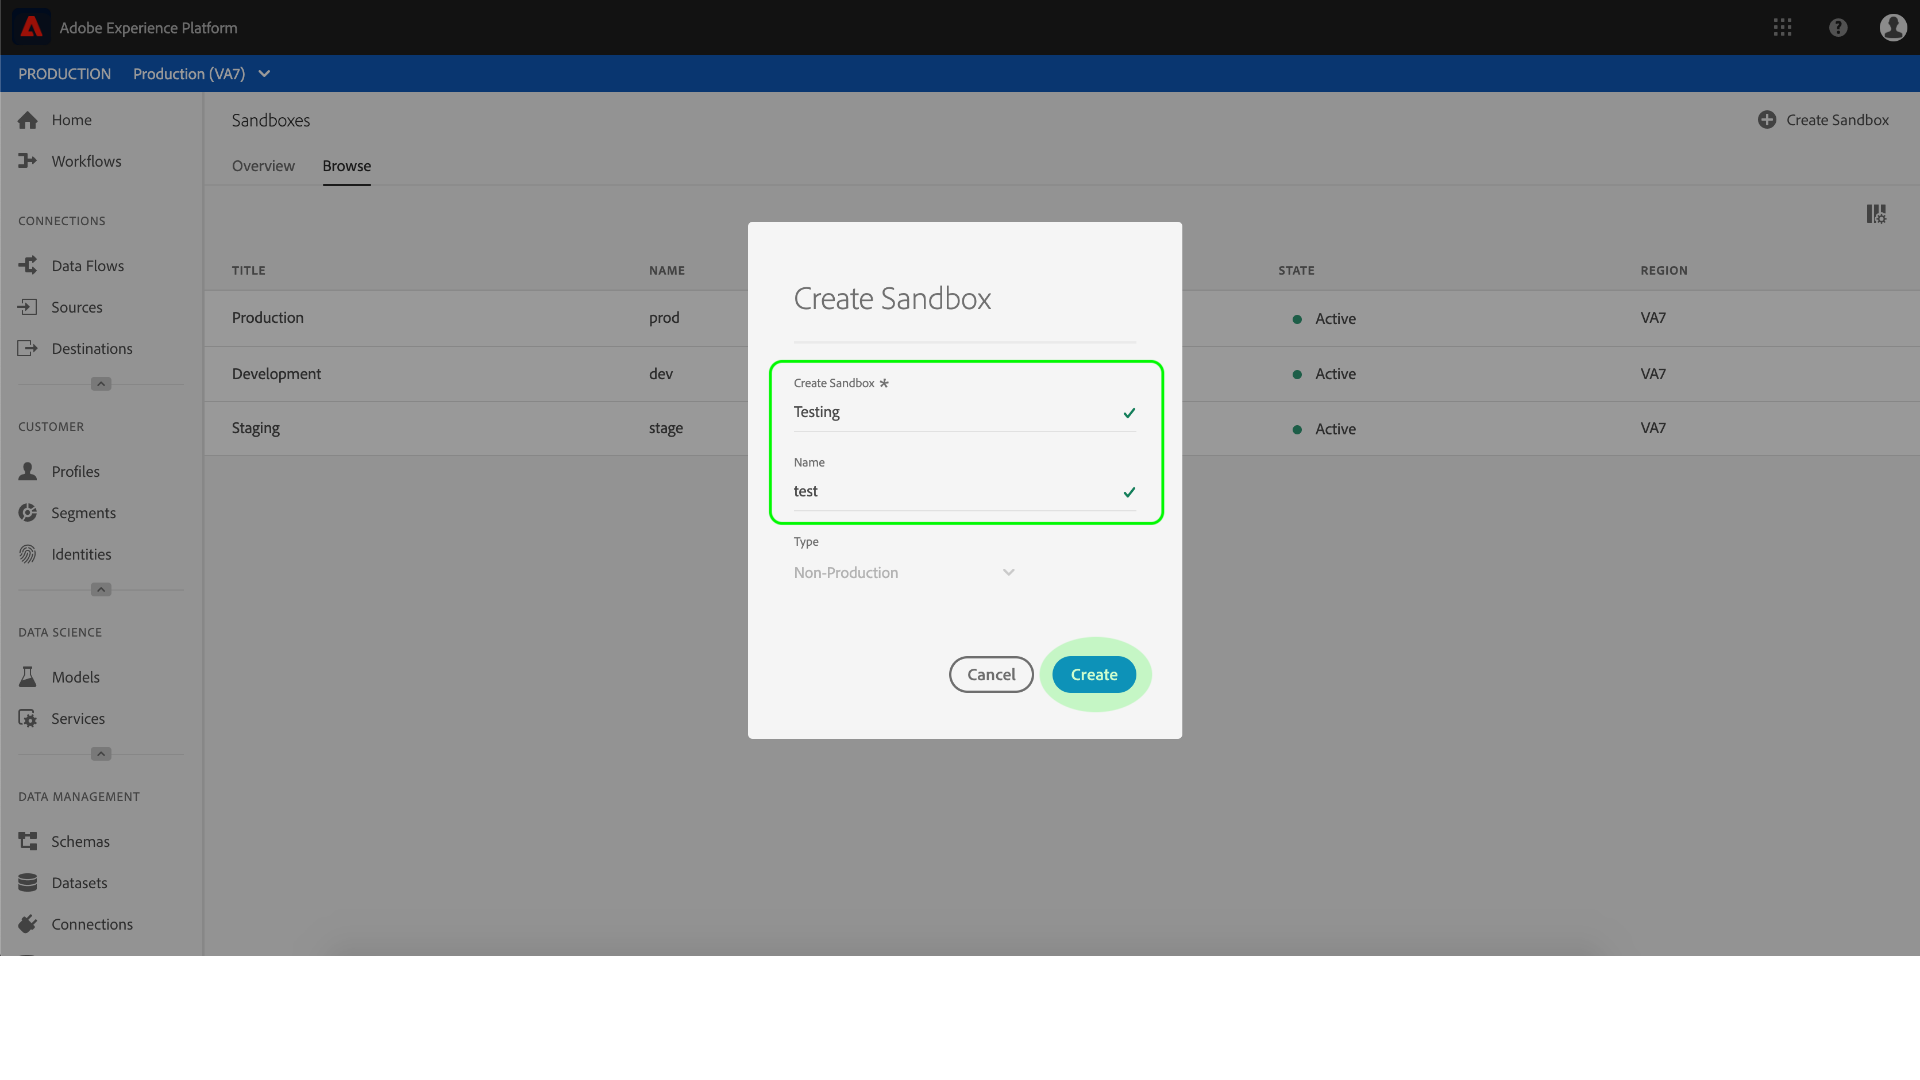 Adobe Experience Platform
PRODUCTION Production (VA7)
Home
Workflows
CONNECTIONS
Data Flows
Sources
Destinations
CUSTOMER
Profiles
Segments
Identities
DATA SCIENCE
Models
Services
DATA MANAGEMENT
Schemas
Datasets
Connections
Sandboxes
Create Sandbox
Overview Browse
TITLE NAME STATE REGION
Production prod Active VA7
Development dev Active VA7
Staging stage Active VA7
Create Sandbox
Create Sandbox *
Testing
Name
test
Type
Non-Production
Cancel Create